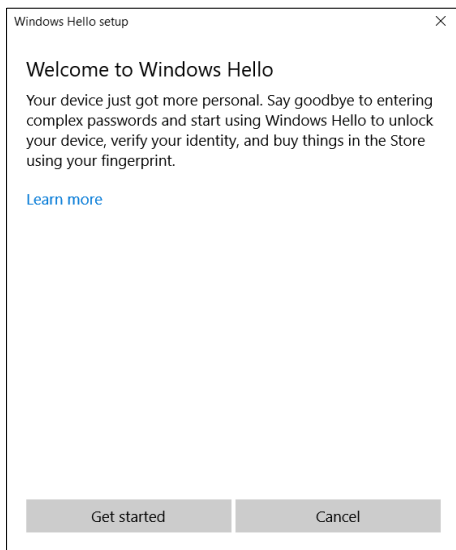 Windows Hello setup
Welcome to Windows Hello
Your device just got more personal. Say goodbye to entering
complex passwords and start using Windows Hello to unlock
your device, verify your identity, and buy things in the Store
using your fingerprint.
Learn more
Get started
Cancel